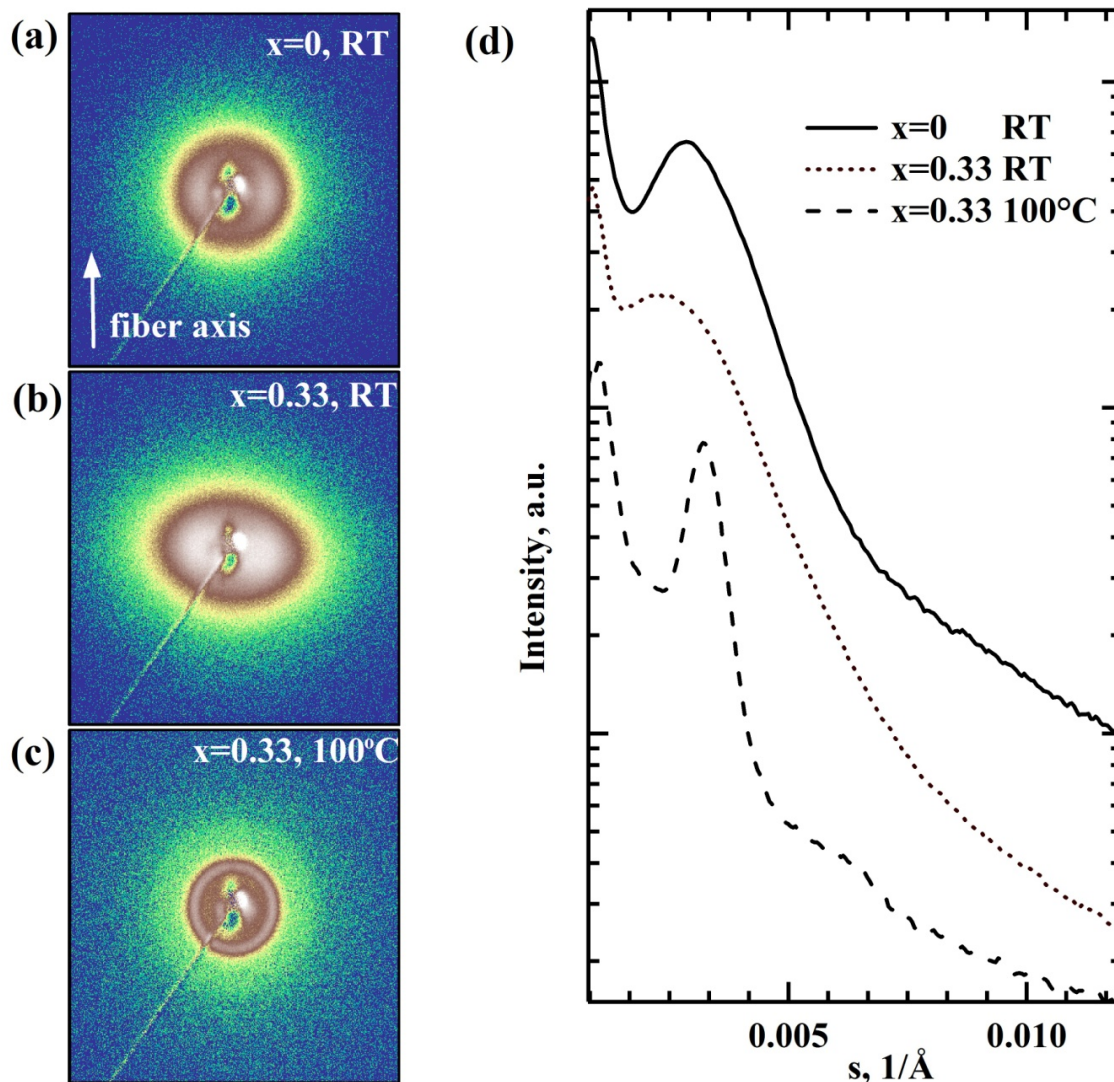 (a)
x=0, RT
fiber axis
(b)
x=0.33, RT
(c)
x=0.33, 100°C
(d)
x=0 RT
x=0.33 RT
x=0.33 100°C
Intensity, a.u.
0.005
0.010
s, 1/Å